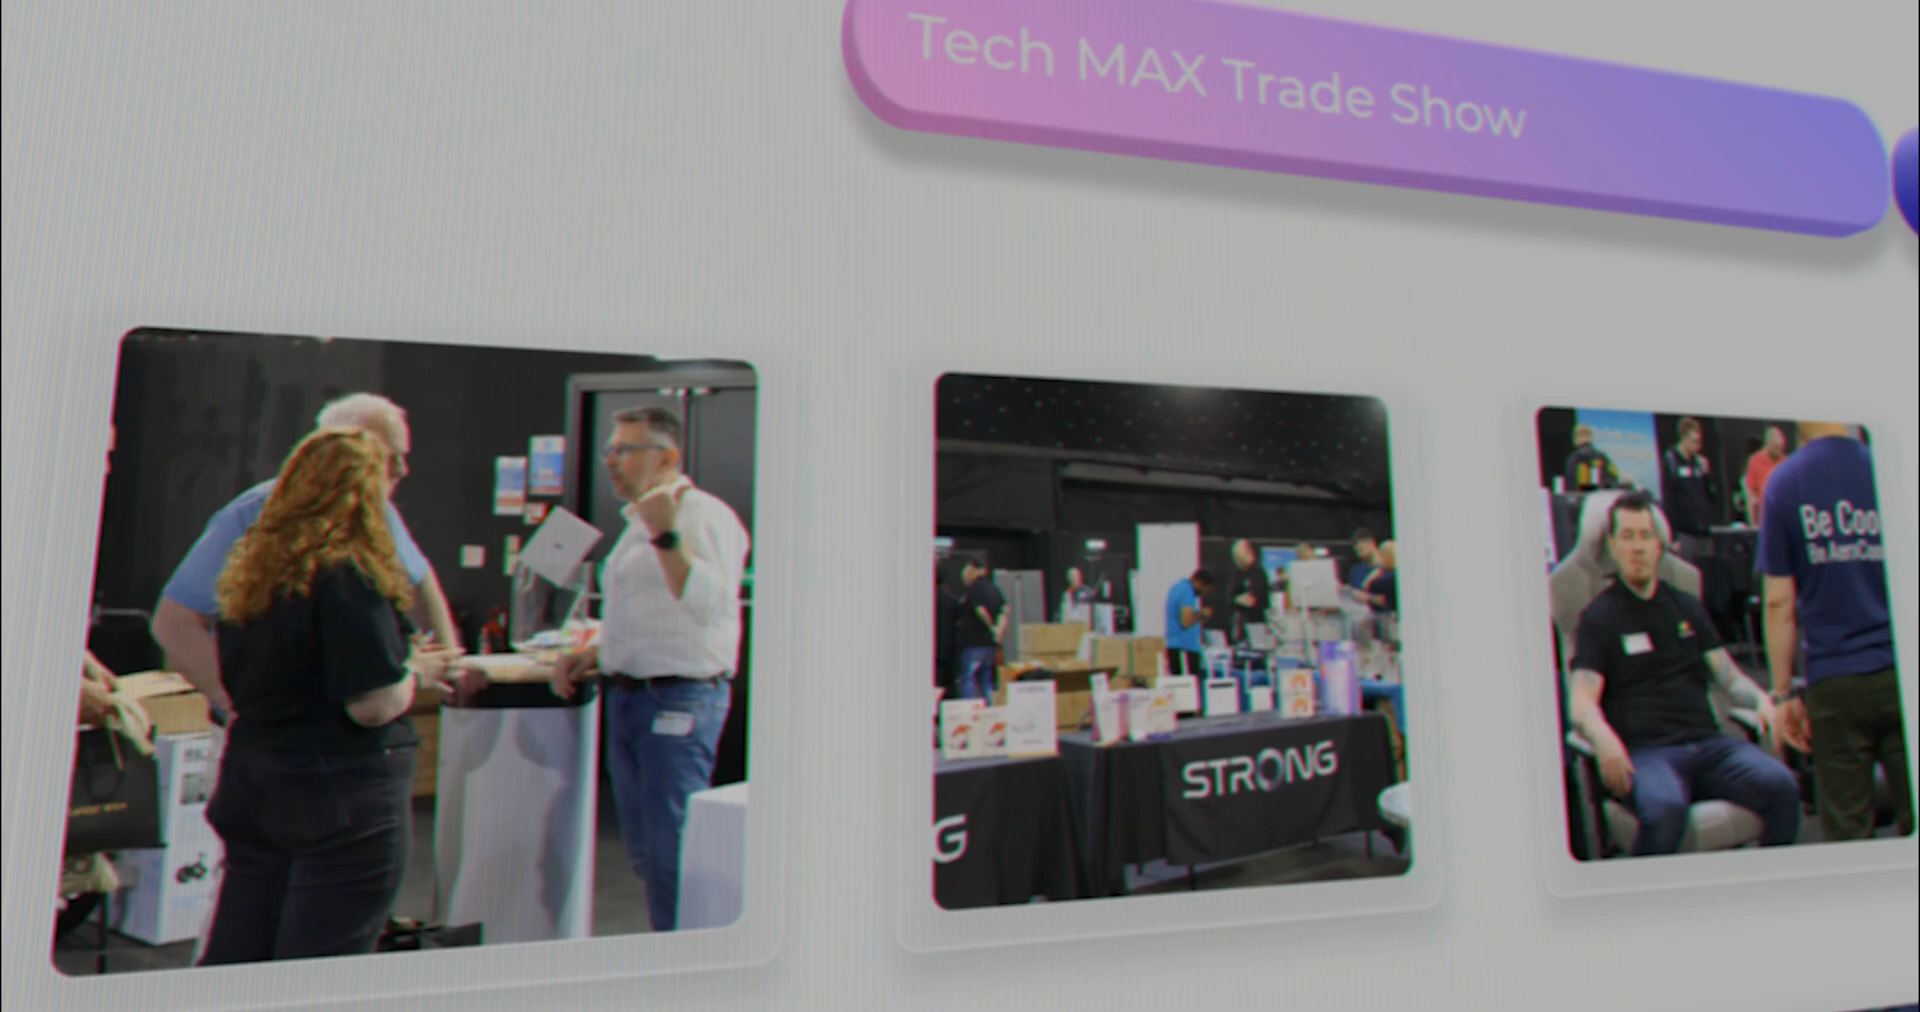 Tech MAX Trade Show
STRONG
G
Be Coo
Be AeroCoo